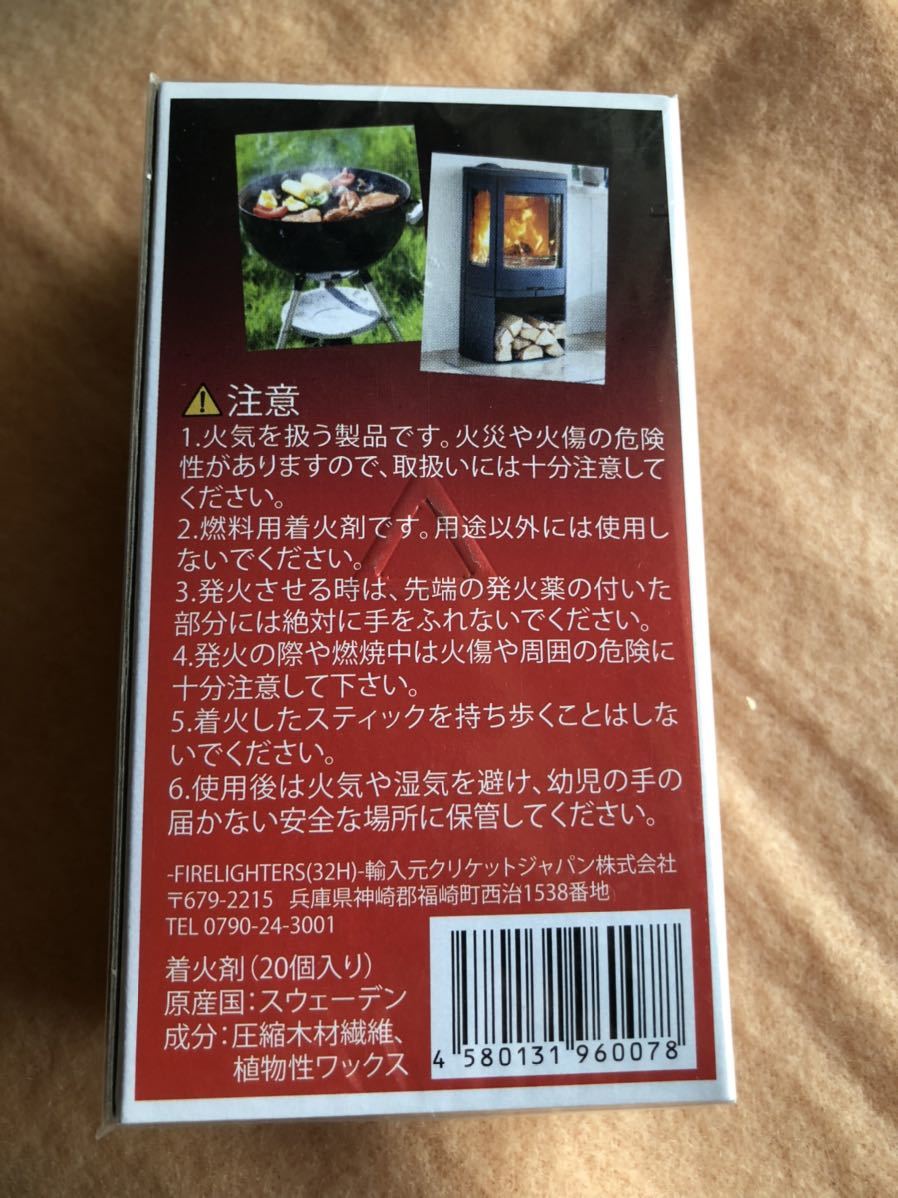 注意
1.火気を扱う製品です。火災や火傷の危険
性がありますので、取扱いには十分注意して
ください。
2.燃料用着火剤です。用途以外には使用し
ないでください。
3.発火させる時は、先端の発火薬の付いた
部分には絶対に手をふれないでください。
4.発火の際や燃焼中は火傷や周囲の危険に
十分注意して下さい。
5.着火したスティックを持ち歩くことはしな
いでください。
6.使用後は火気や湿気を避け、幼児の手の
届かない安全な場所に保管してください。
-FIRELIGHTERS(32H)-輸入元クリケットジャパン株式会社
〒679-2215 兵庫県神崎郡福崎町西治1538番地
TEL 0790-24-3001
着火剤（20個入り）
原産国：スウェーデン
成分：圧縮木材繊維、
植物性ワックス
4 580131 960078